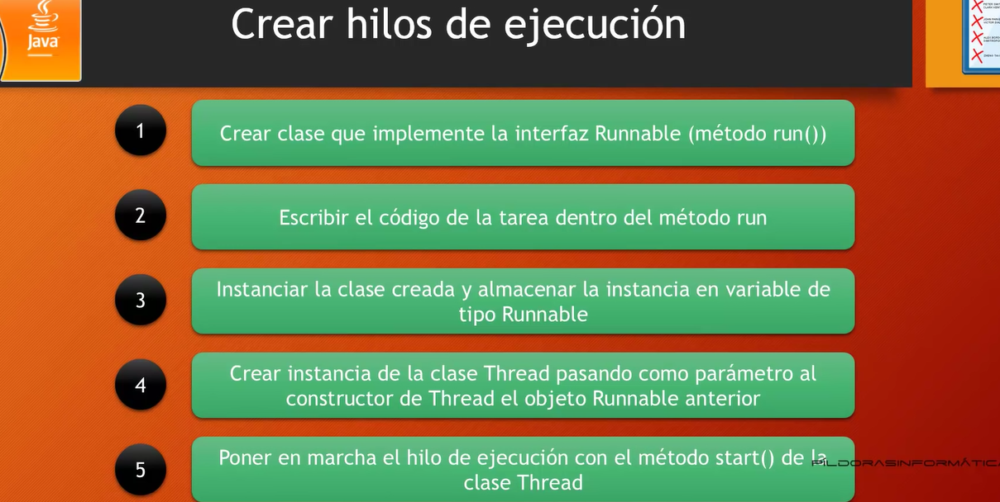 Java
Crear hilos de ejecución
1
Crear clase que implemente la interfaz Runnable (método run())
2
Escribir el código de la tarea dentro del método run
3
Instanciar la clase creada y almacenar la instancia en variable de
tipo Runnable
4
Crear instancia de la clase Thread pasando como parámetro al
constructor de Thread el objeto Runnable anterior
5
Poner en marcha el hilo de ejecución con el método start() de la
clase Thread
PILDORASINFORMÁTICA